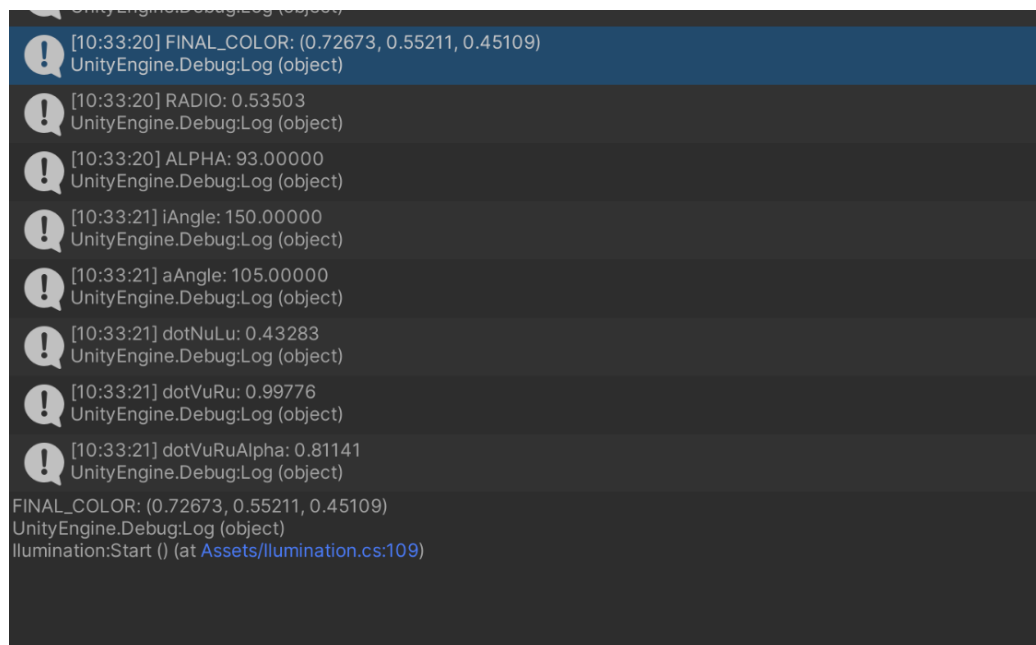 UnityEngine.Debug:Log (object)
[10:33:20] FINAL_COLOR: (0.72673, 0.55211, 0.45109)
UnityEngine.Debug:Log (object)
[10:33:20] RADIO: 0.53503
UnityEngine.Debug:Log (object)
[10:33:20] ALPHA: 93.00000
UnityEngine.Debug:Log (object)
[10:33:21] iAngle: 150.00000
UnityEngine.Debug:Log (object)
[10:33:21] aAngle: 105.00000
UnityEngine.Debug:Log (object)
[10:33:21] dotNuLu: 0.43283
UnityEngine.Debug:Log (object)
[10:33:21] dotVuRu: 0.99776
UnityEngine.Debug:Log (object)
[10:33:21] dotVuRuAlpha: 0.81141
UnityEngine.Debug:Log (object)
FINAL_COLOR: (0.72673, 0.55211, 0.45109)
UnityEngine.Debug:Log (object)
Ilumination:Start () (at Assets/Ilumination.cs:109)